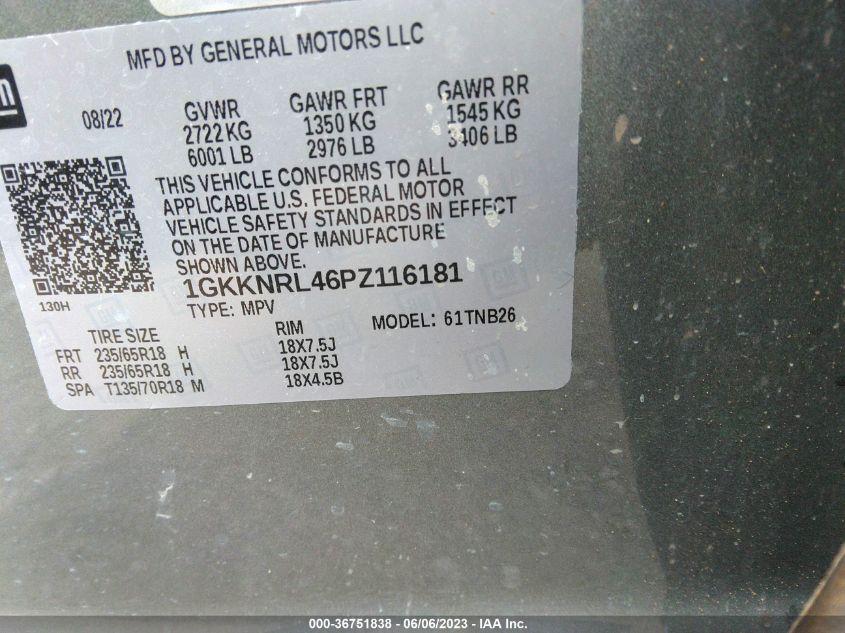 MFD BY GENERAL MOTORS LLC
gm
08/22 GVWR GAWR FRT GAWR RR
2722 KG 1350 KG 1545 KG
6001 LB 2976 LB 3406 LB
THIS VEHICLE CONFORMS TO ALL
APPLICABLE U.S. FEDERAL MOTOR
VEHICLE SAFETY STANDARDS IN EFFECT
ON THE DATE OF MANUFACTURE
SHOWN ABOVE.
1GKKNRL46PZ116181
130H
TYPE: MPV
MODEL: 61TNB26
TIRE SIZE RIM
FRT 235/65R18 H 18X7.5J
RR 235/65R18 H 18X7.5J
SPA T135/70R18 M 18X4.5B
000-36751838 - 06/06/2023 - IAA Inc.